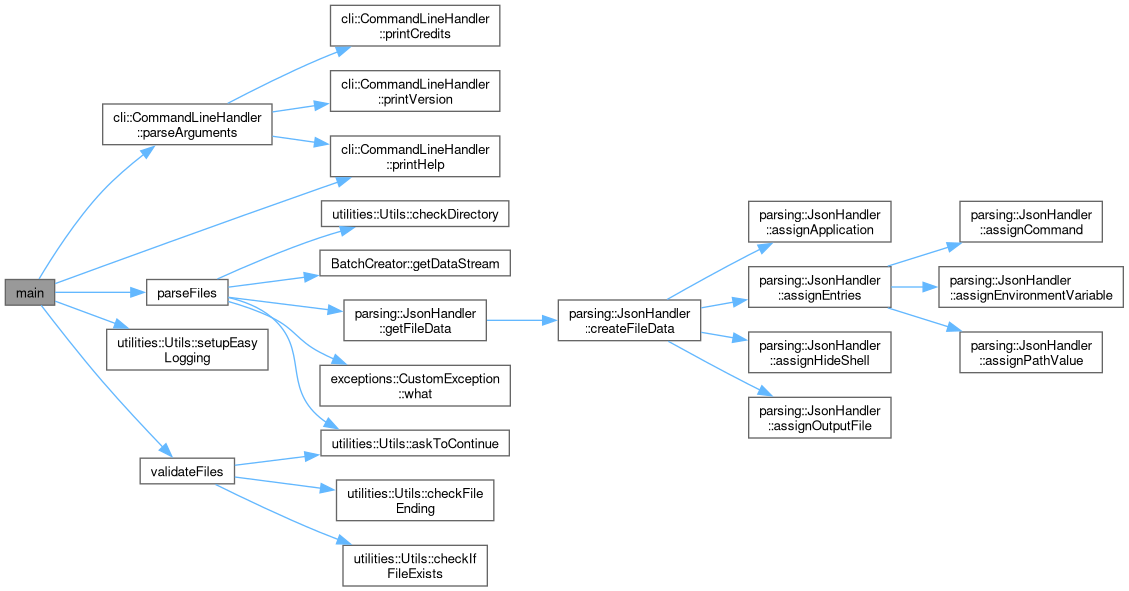 main
cli::CommandLineHandler
::parseArguments
cli::CommandLineHandler
::printCredits
cli::CommandLineHandler
::printVersion
cli::CommandLineHandler
::printHelp
parseFiles
utilities::Utils::checkDirectory
BatchCreator::getDataStream
parsing::JsonHandler
::getFileData
parsing::JsonHandler
::createFileData
parsing::JsonHandler
::assignApplication
parsing::JsonHandler
::assignEntries
parsing::JsonHandler
::assignCommand
parsing::JsonHandler
::assignEnvironmentVariable
parsing::JsonHandler
::assignPathValue
parsing::JsonHandler
::assignHideShell
parsing::JsonHandler
::assignOutputFile
exceptions::CustomException
::what
utilities::Utils::askToContinue
utilities::Utils::setupEasy
Logging
validateFiles
utilities::Utils::checkFile
Ending
utilities::Utils::checkIf
FileExists